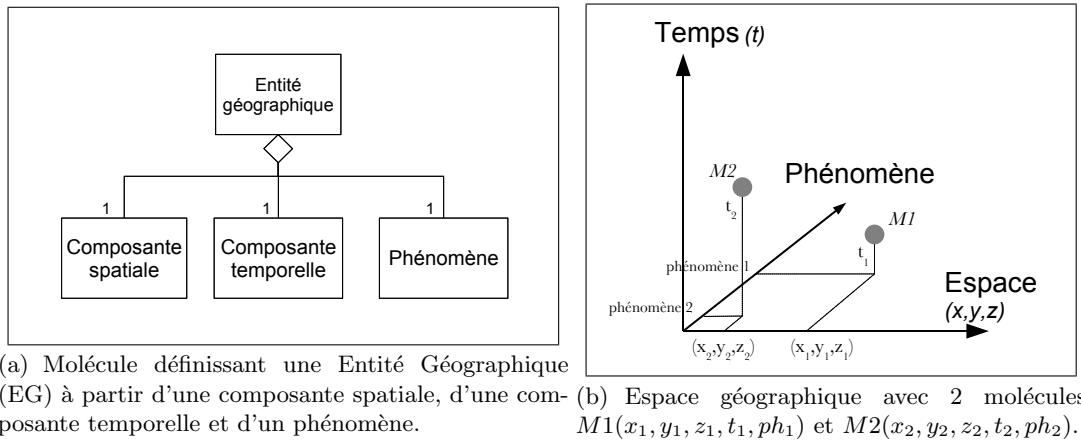 Entité
géographique
1
1
1
Composante
spatiale
Composante
temporelle
Phénomène
(a) Molécule définissant une Entité Géographique
(EG) à partir d'une composante spatiale, d'une com-
posante temporelle et d'un phénomène.
Temps (t)
M2
Phénomène
t₂
M1
t₁
phénomène 1
Espace
(x,y,z)
phénomène 2
(x₂,y₂,z₂)
(x₁,y₁,z₁)
(b) Espace géographique avec 2 molécules
M1(x₁, y₁, z₁, t₁, ph₁) et M2(x₂, y₂, z₂, t₂, ph₂).